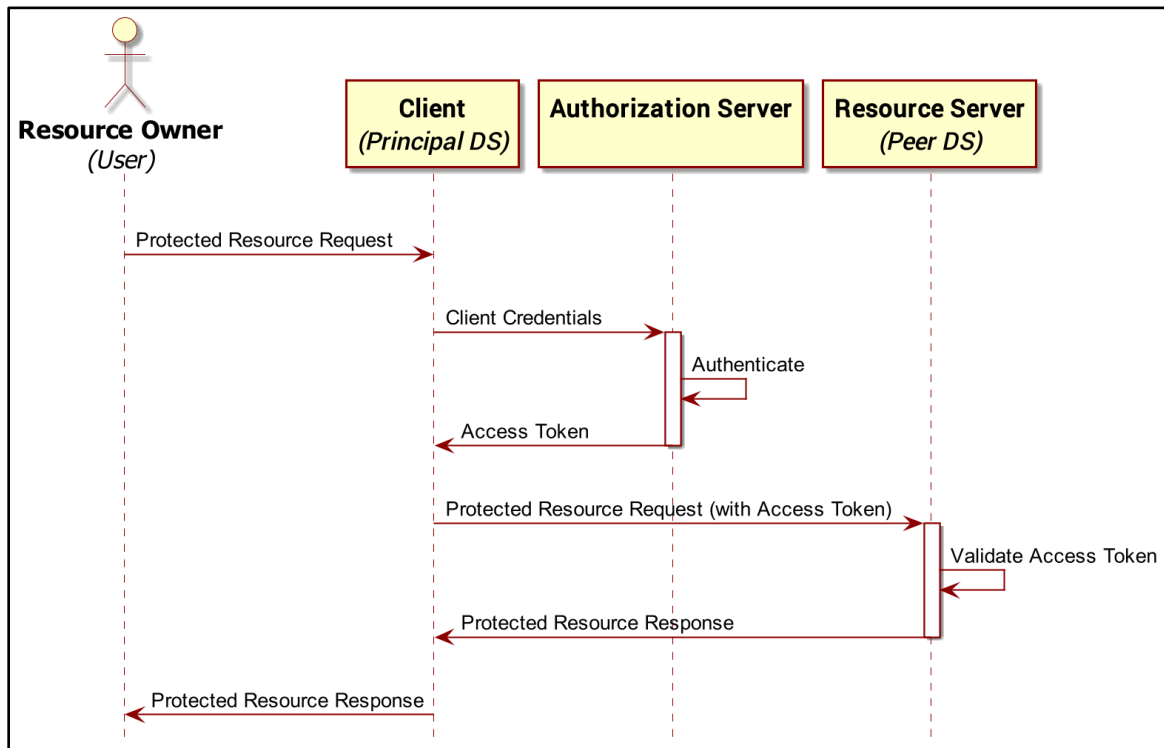 Resource Owner
(User)
Client
(Principal DS)
Authorization Server
Resource Server
(Peer DS)
Protected Resource Request
Client Credentials
Authenticate
Access Token
Protected Resource Request (with Access Token)
Validate Access Token
Protected Resource Response
Protected Resource Response